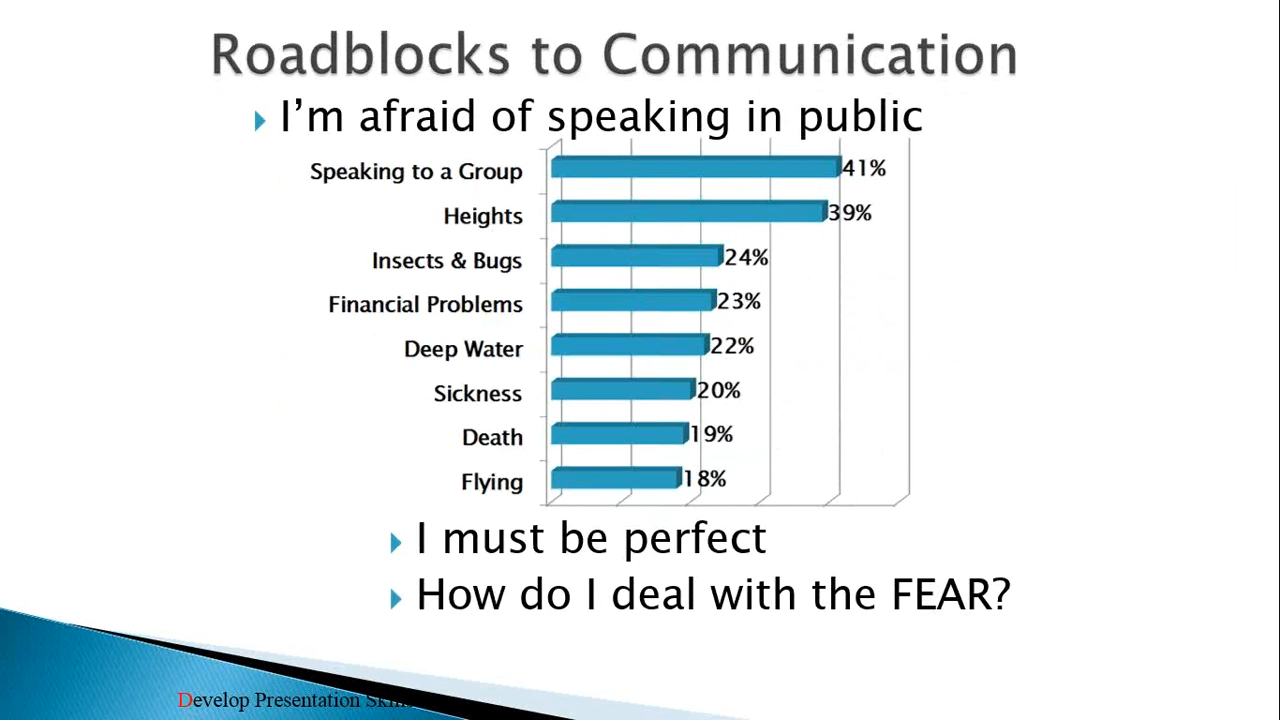 Roadblocks to Communication
I’m afraid of speaking in public
Speaking to a Group 41%
Heights 39%
Insects & Bugs 24%
Financial Problems 23%
Deep Water 22%
Sickness 20%
Death 19%
Flying 18%
I must be perfect
How do I deal with the FEAR?
Develop Presentation